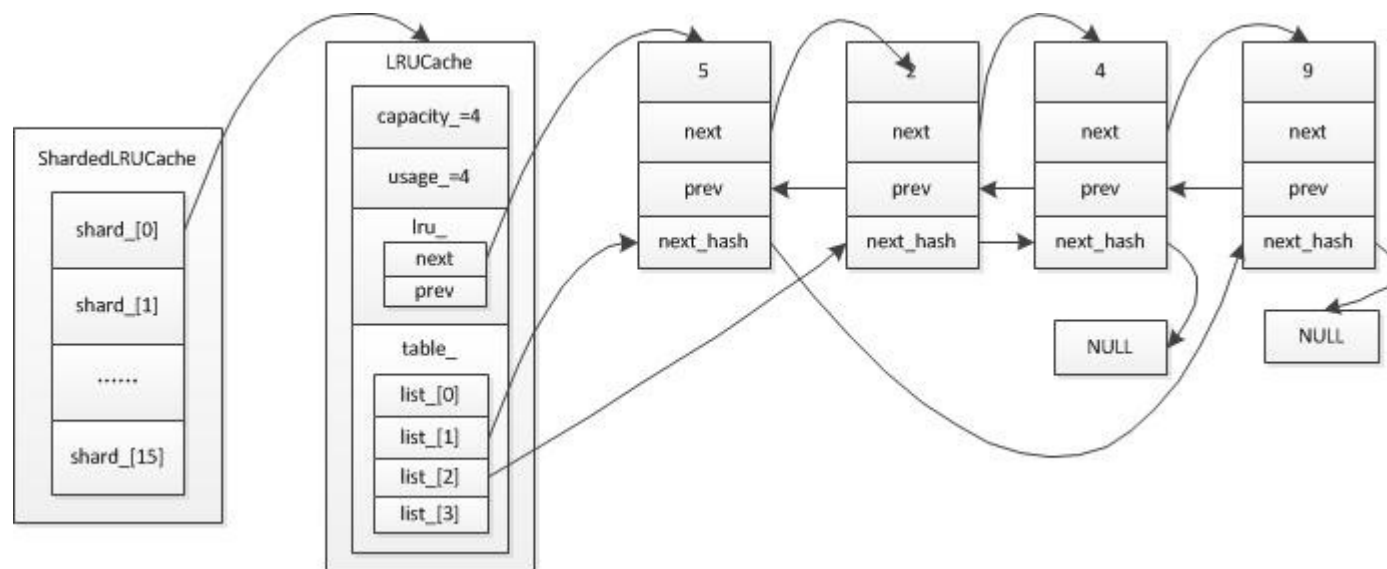 ShardedLRUCache
shard_[0]
shard_[1]
......
shard_[15]
LRUCache
capacity_=4
usage_=4
lru_
next
prev
table_
list_[0]
list_[1]
list_[2]
list_[3]
5
next
prev
next_hash
2
next
prev
next_hash
4
next
prev
next_hash
NULL
9
next
prev
next_hash
NULL